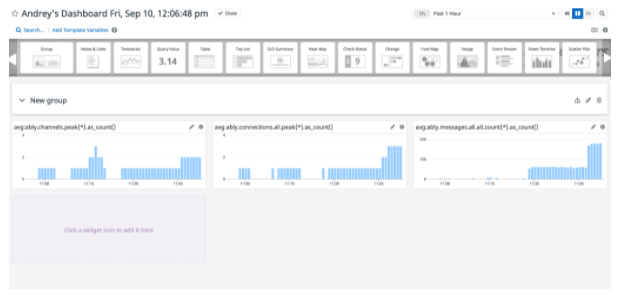 Andrey's Dashboard Fri, Sep 10, 12:06:48 pm
Close
1h Past 1 Hour
Search...
Add Template Variables
Group
Notes & Links
Timeseries
Query Value
3.14
Table
Top List
SLO Summary
Heat Map
Check Status
9
Change
Host Map
Image
Event Stream
Event Timeline
Scatter Plot
New group
avg:ably.channels.peak{*}.as_count()
4
2
0
11:00 11:15 11:30 11:45
avg:ably.connections.all.peak{*}.as_count()
4
2
0
11:00 11:15 11:30 11:45
avg:ably.messages.all.all.count{*}.as_count()
200
100
0
11:00 11:15 11:30 11:45
Click a widget icon to add it here